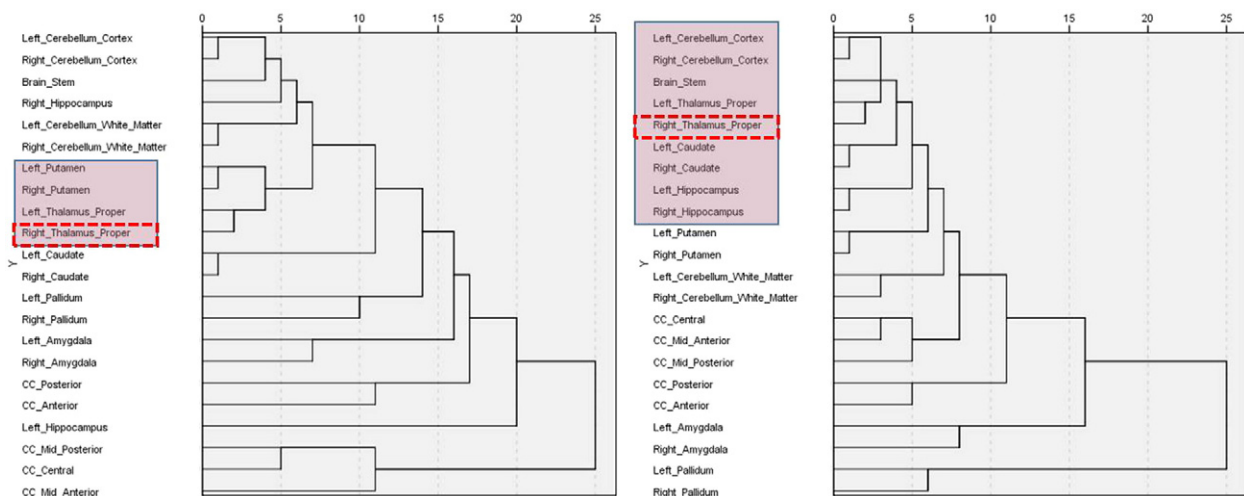 0 5 10 15 20 25
Left_Cerebellum_Cortex
Right_Cerebellum_Cortex
Brain_Stem
Right_Hippocampus
Left_Cerebellum_White_Matter
Right_Cerebellum_White_Matter
Left_Putamen
Right_Putamen
Left_Thalamus_Proper
Right_Thalamus_Proper
Left_Caudate
Y
Right_Caudate
Left_Pallidum
Right_Pallidum
Left_Amygdala
Right_Amygdala
CC_Posterior
CC_Anterior
Left_Hippocampus
CC_Mid_Posterior
CC_Central
CC_Mid_Anterior
0 5 10 15 20 25
Left_Cerebellum_Cortex
Right_Cerebellum_Cortex
Brain_Stem
Left_Thalamus_Proper
Right_Thalamus_Proper
Left_Caudate
Right_Caudate
Left_Hippocampus
Right_Hippocampus
Left_Putamen
Right_Putamen
Y
Left_Cerebellum_White_Matter
Right_Cerebellum_White_Matter
CC_Central
CC_Mid_Anterior
CC_Mid_Posterior
CC_Posterior
CC_Anterior
Left_Amygdala
Right_Amygdala
Left_Pallidum
Right_Pallidum